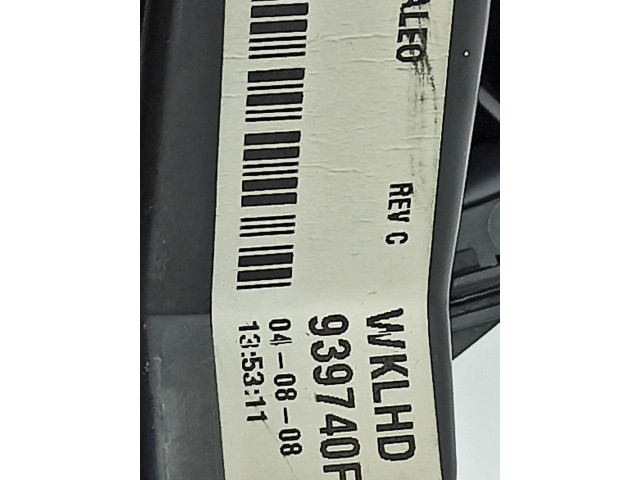 ALEO
REV C
WKLHD
939740F
04-08-08
13:53:11